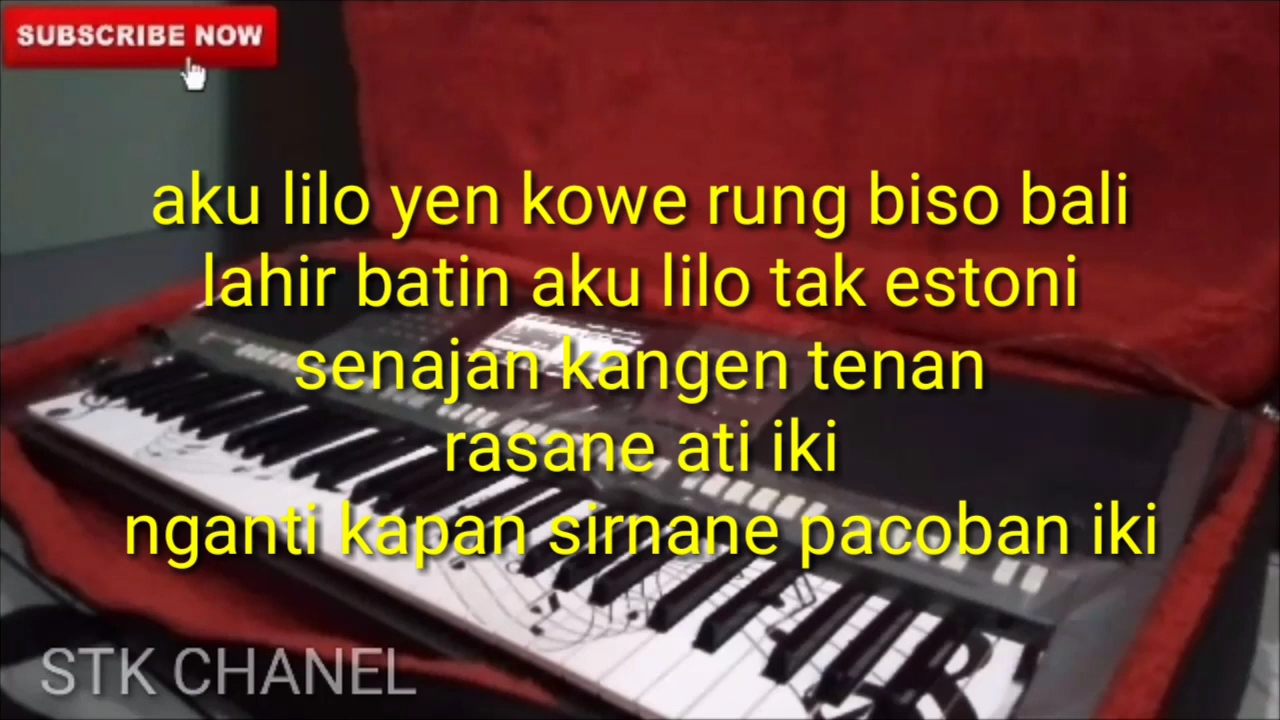 SUBSCRIBE NOW
aku lilo yen kowe rung biso bali
lahir batin aku lilo tak estoni
senajan kangen tenan
rasane ati iki
nganti kapan sirnane pacoban iki
STK CHANEL